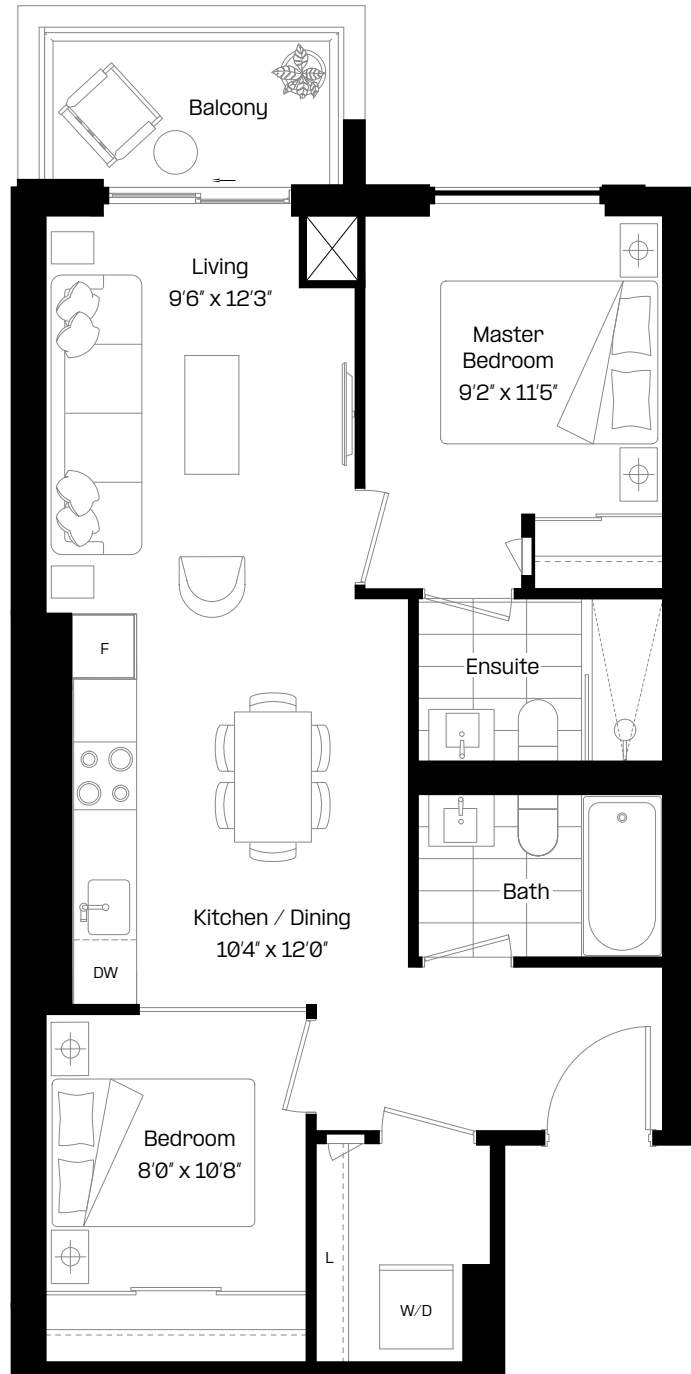 Balcony
Living
9'6" x 12'3"
Master
Bedroom
9'2" x 11'5"
F
Ensuite
Bath
Kitchen / Dining
10'4" x 12'0"
DW
Bedroom
8'0" x 10'8"
L
W/D